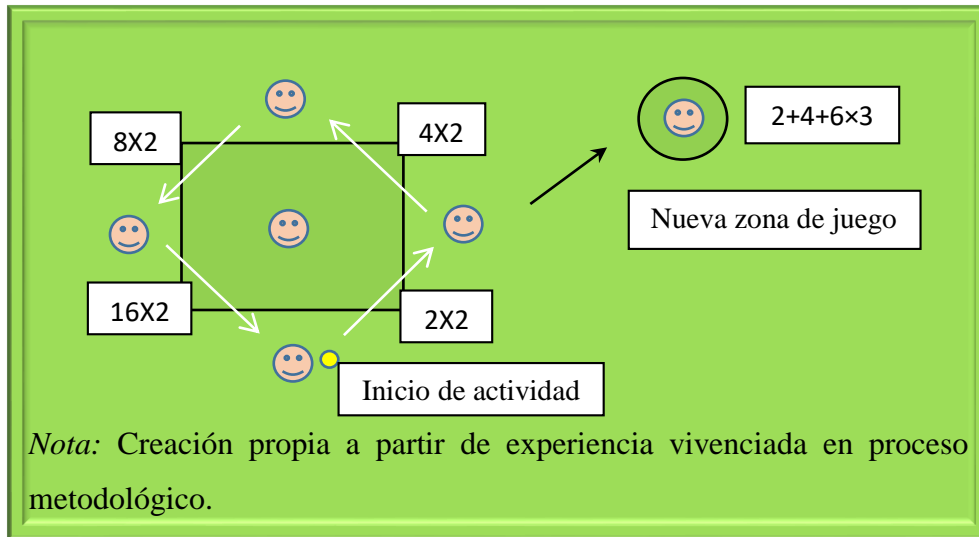 2+4+6×3
8X2
4X2
Nueva zona de juego
16X2
2X2
Inicio de actividad
Nota: Creación propia a partir de experiencia vivenciada en proceso
metodológico.